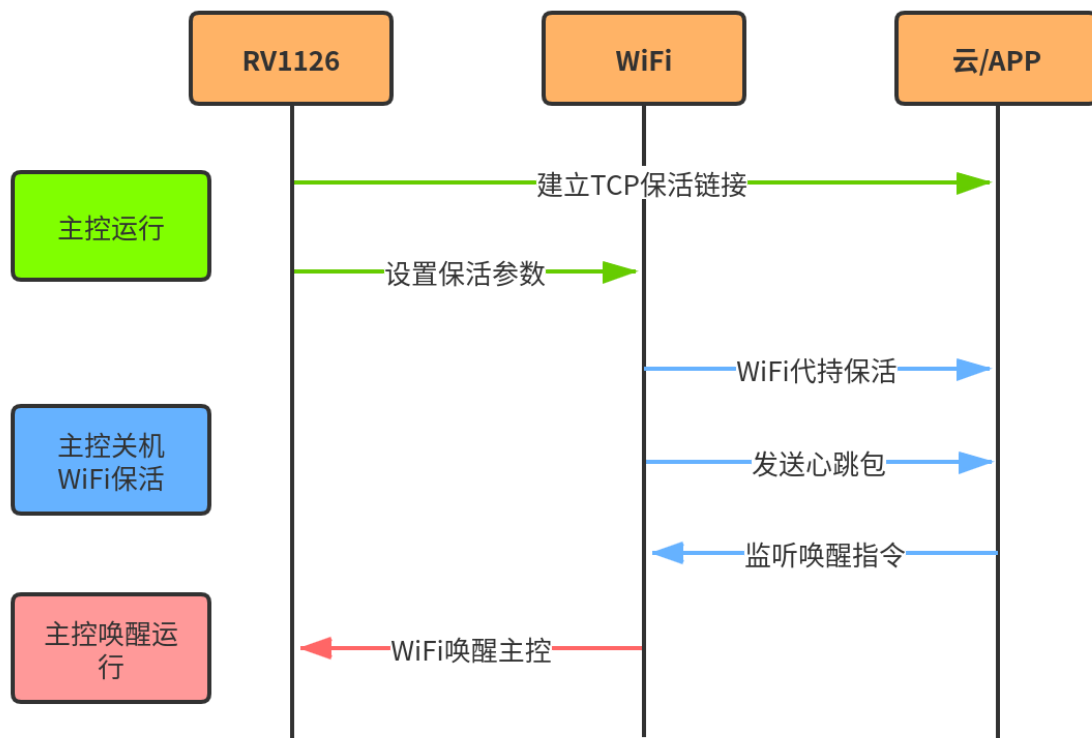 RV1126
WiFi
云/APP
建立TCP保活链接
主控运行
设置保活参数
WiFi代持保活
主控关机
WiFi保活
发送心跳包
监听唤醒指令
主控唤醒运
行
WiFi唤醒主控